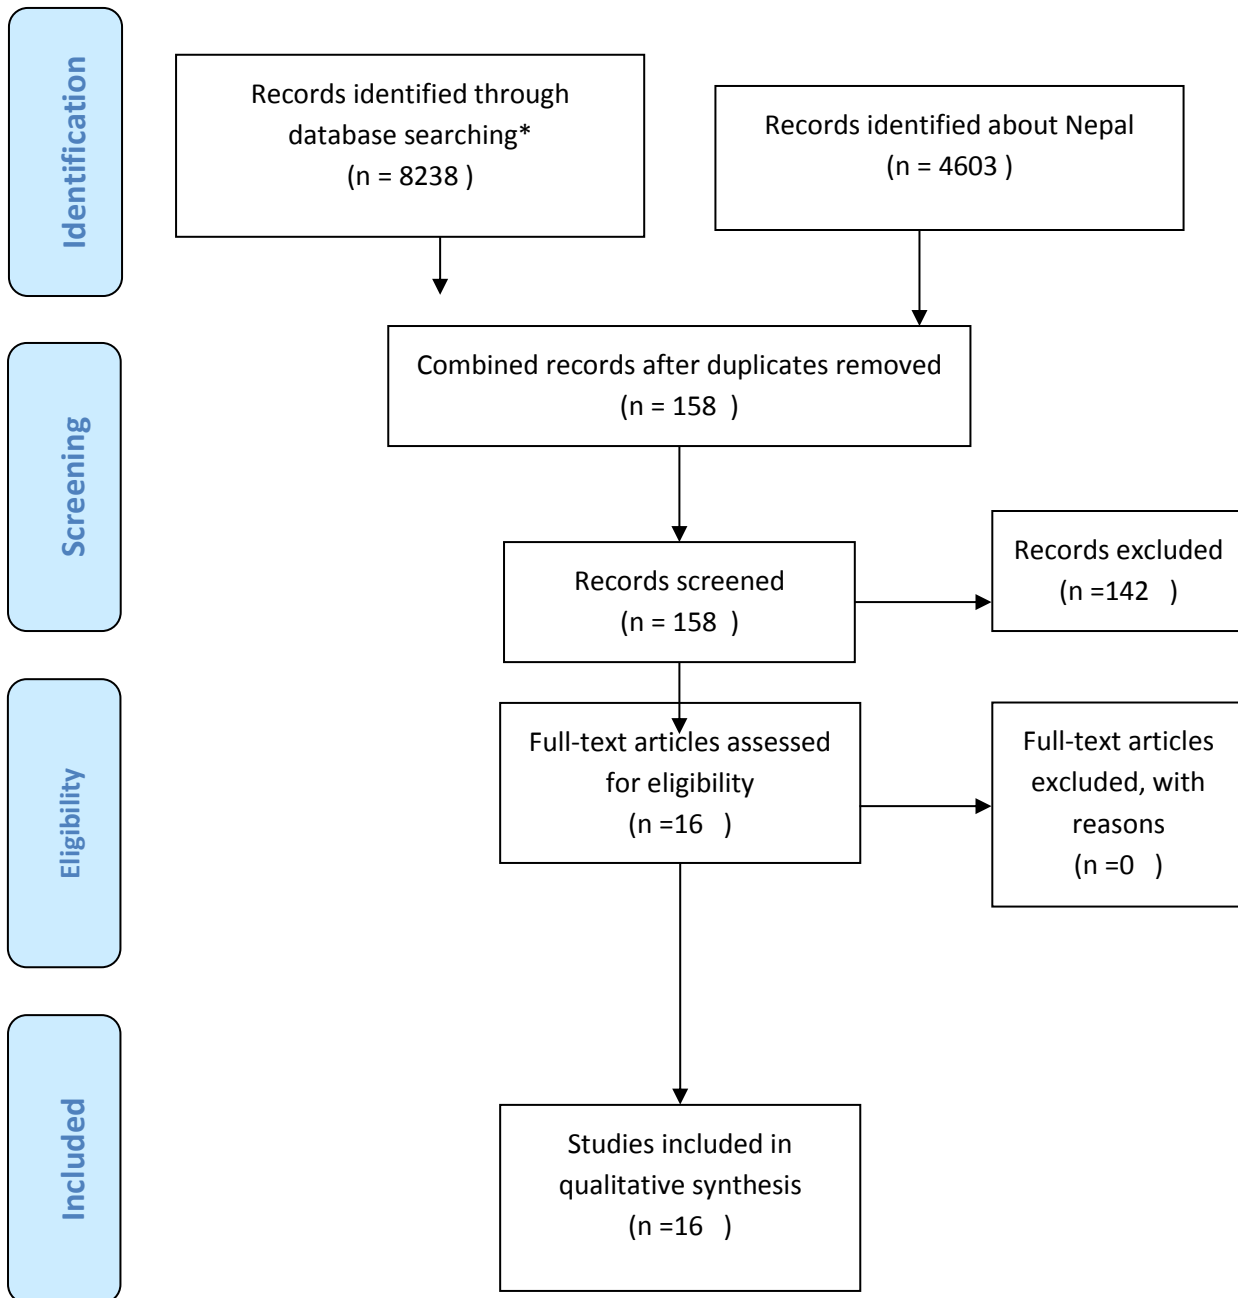 Identification
Records identified through
database searching*
(n = 8238 )
Records identified about Nepal
(n = 4603 )
Combined records after duplicates removed
(n = 158 )
Screening
Records screened
(n = 158 )
Records excluded
(n =142 )
Eligibility
Full-text articles assessed
for eligibility
(n =16 )
Full-text articles
excluded, with
reasons
(n =0 )
Included
Studies included in
qualitative synthesis
(n =16 )